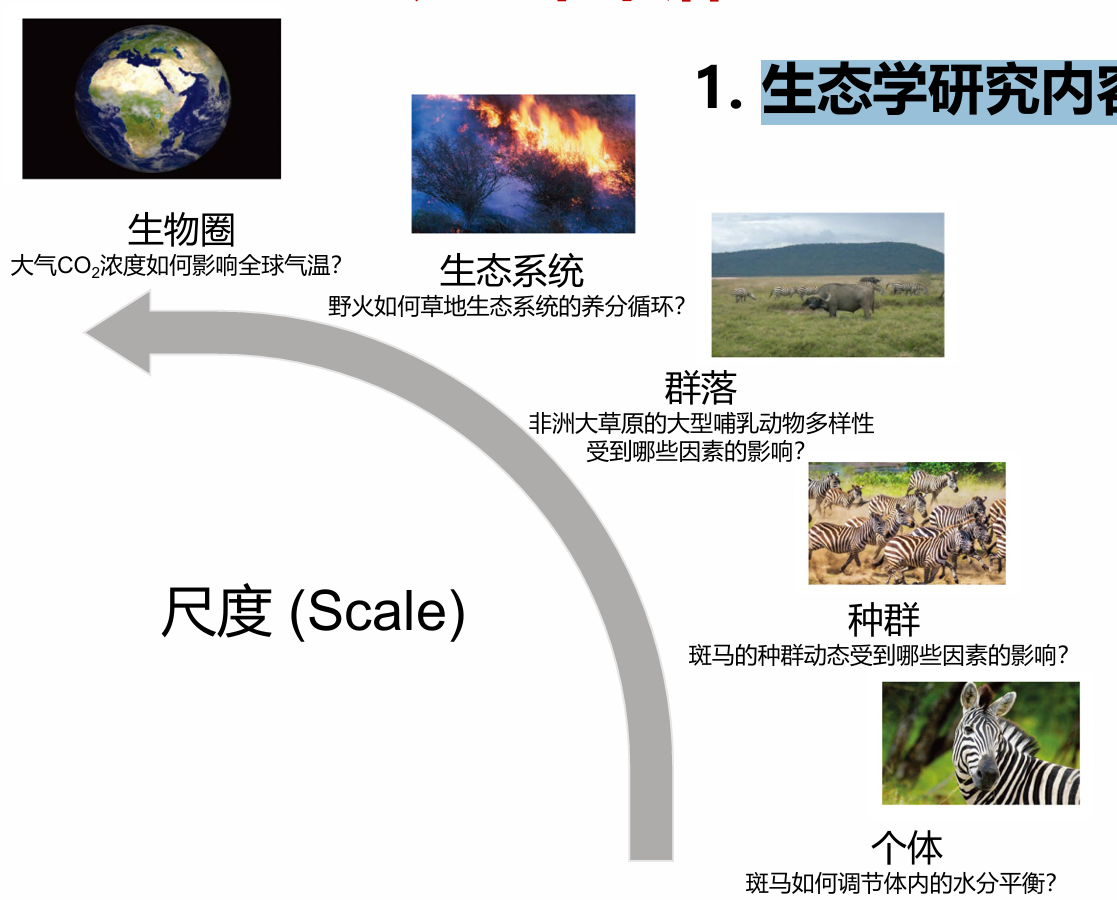 1. 生态学研究内容
生物圈
大气CO₂浓度如何影响全球气温？
生态系统
野火如何草地生态系统的养分循环？
群落
非洲大草原的大型哺乳动物多样性
受到哪些因素的影响？
种群
斑马的种群动态受到哪些因素的影响？
尺度 (Scale)
个体
斑马如何调节体内的水分平衡？